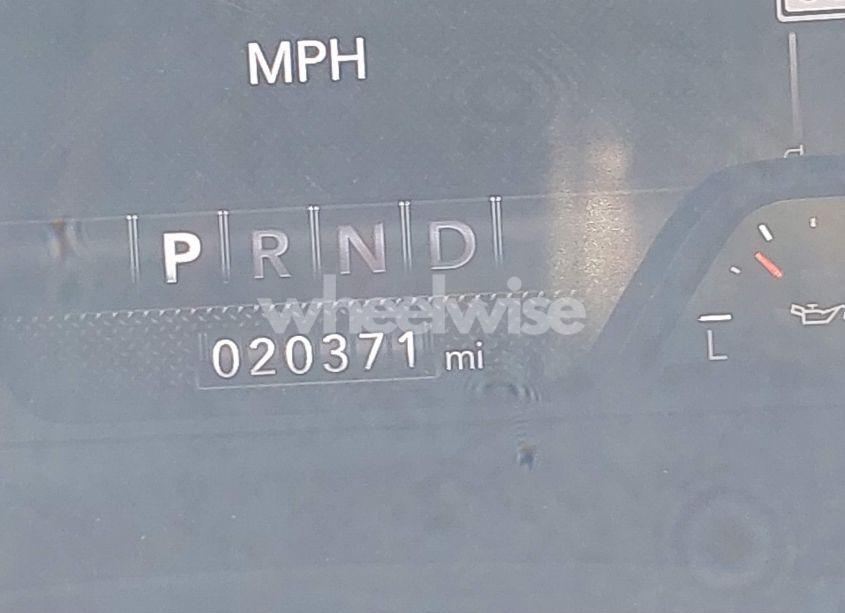 MPH
P R N D
wheelwise
020371 mi
L